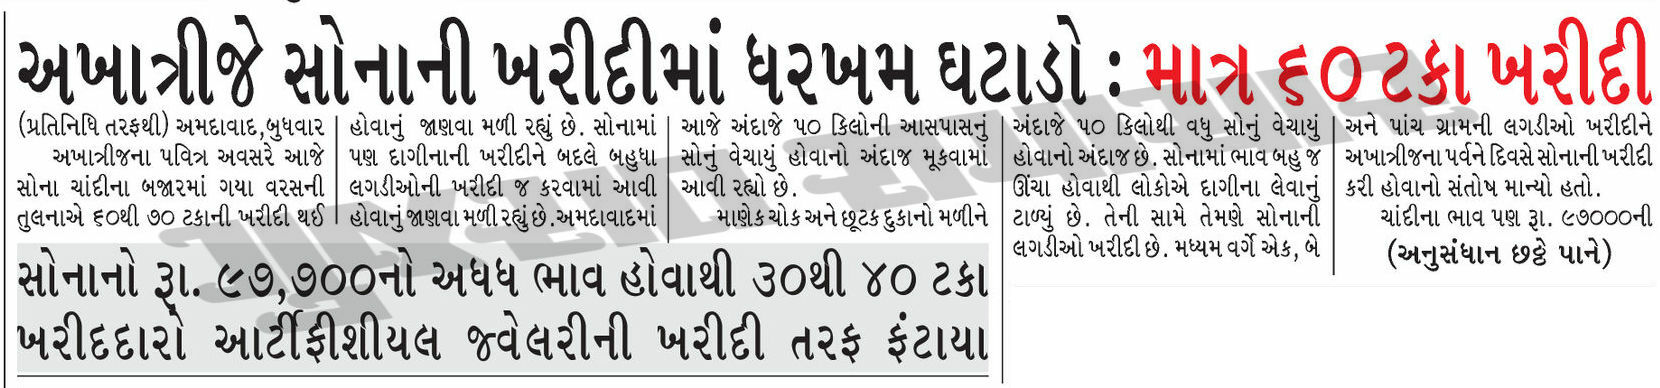 અખાત્રીજે સોનાની ખરીદીમાં ધરખમ ઘટાડો : માત્ર ૬૦ ટકા ખરીદી
(પ્રતિનિધિ તરફથી) અમદાવાદ,બુધવાર
અખાત્રીજના પવિત્ર અવસરે આજે
સોના ચાંદીના બજારમાં ગયા વરસની
તુલનાએ ૬૦થી ૭૦ ટકાની ખરીદી થઈ
હોવાનું જાણવા મળી રહ્યું છે. સોનામાં
પણ દાગીનાની ખરીદીને બદલે બહુધા
લગડીઓની ખરીદી જ કરવામાં આવી
હોવાનું જાણવા મળી રહ્યું છે. અમદાવાદમાં
આજે અંદાજે ૫૦ કિલોની આસપાસનું
સોનું વેચાયું હોવાનો અંદાજ મૂકવામાં
આવી રહ્યો છે.
માણેક ચોક અને છૂટક દુકાનો મળીને
અંદાજે ૫૦ કિલોથી વધુ સોનું વેચાયું
હોવાનો અંદાજ છે. સોનામાં ભાવ બહુ જ
ઊંચા હોવાથી લોકોએ દાગીના લેવાનું
ટાળ્યું છે. તેની સામે તેમણે સોનાની
લગડીઓ ખરીદી છે. મધ્યમ વર્ગે એક, બે
અને પાંચ ગ્રામની લગડીઓ ખરીદીને
અખાત્રીજના પર્વને દિવસે સોનાની ખરીદી
કરી હોવાનો સંતોષ માન્યો હતો.
ચાંદીના ભાવ પણ રૂા. ૯૭૦૦૦ની
(અનુસંધાન છઠ્ઠે પાને)
સોનાનો રૂા. ૯૭,૭૦૦નો અધધ ભાવ હોવાથી ૩૦થી ૪૦ ટકા
ખરીદદારો આર્ટીફીશીયલ જ્વેલરીની ખરીદી તરફ ફંટાયા
ગુજરાત સમાચાર